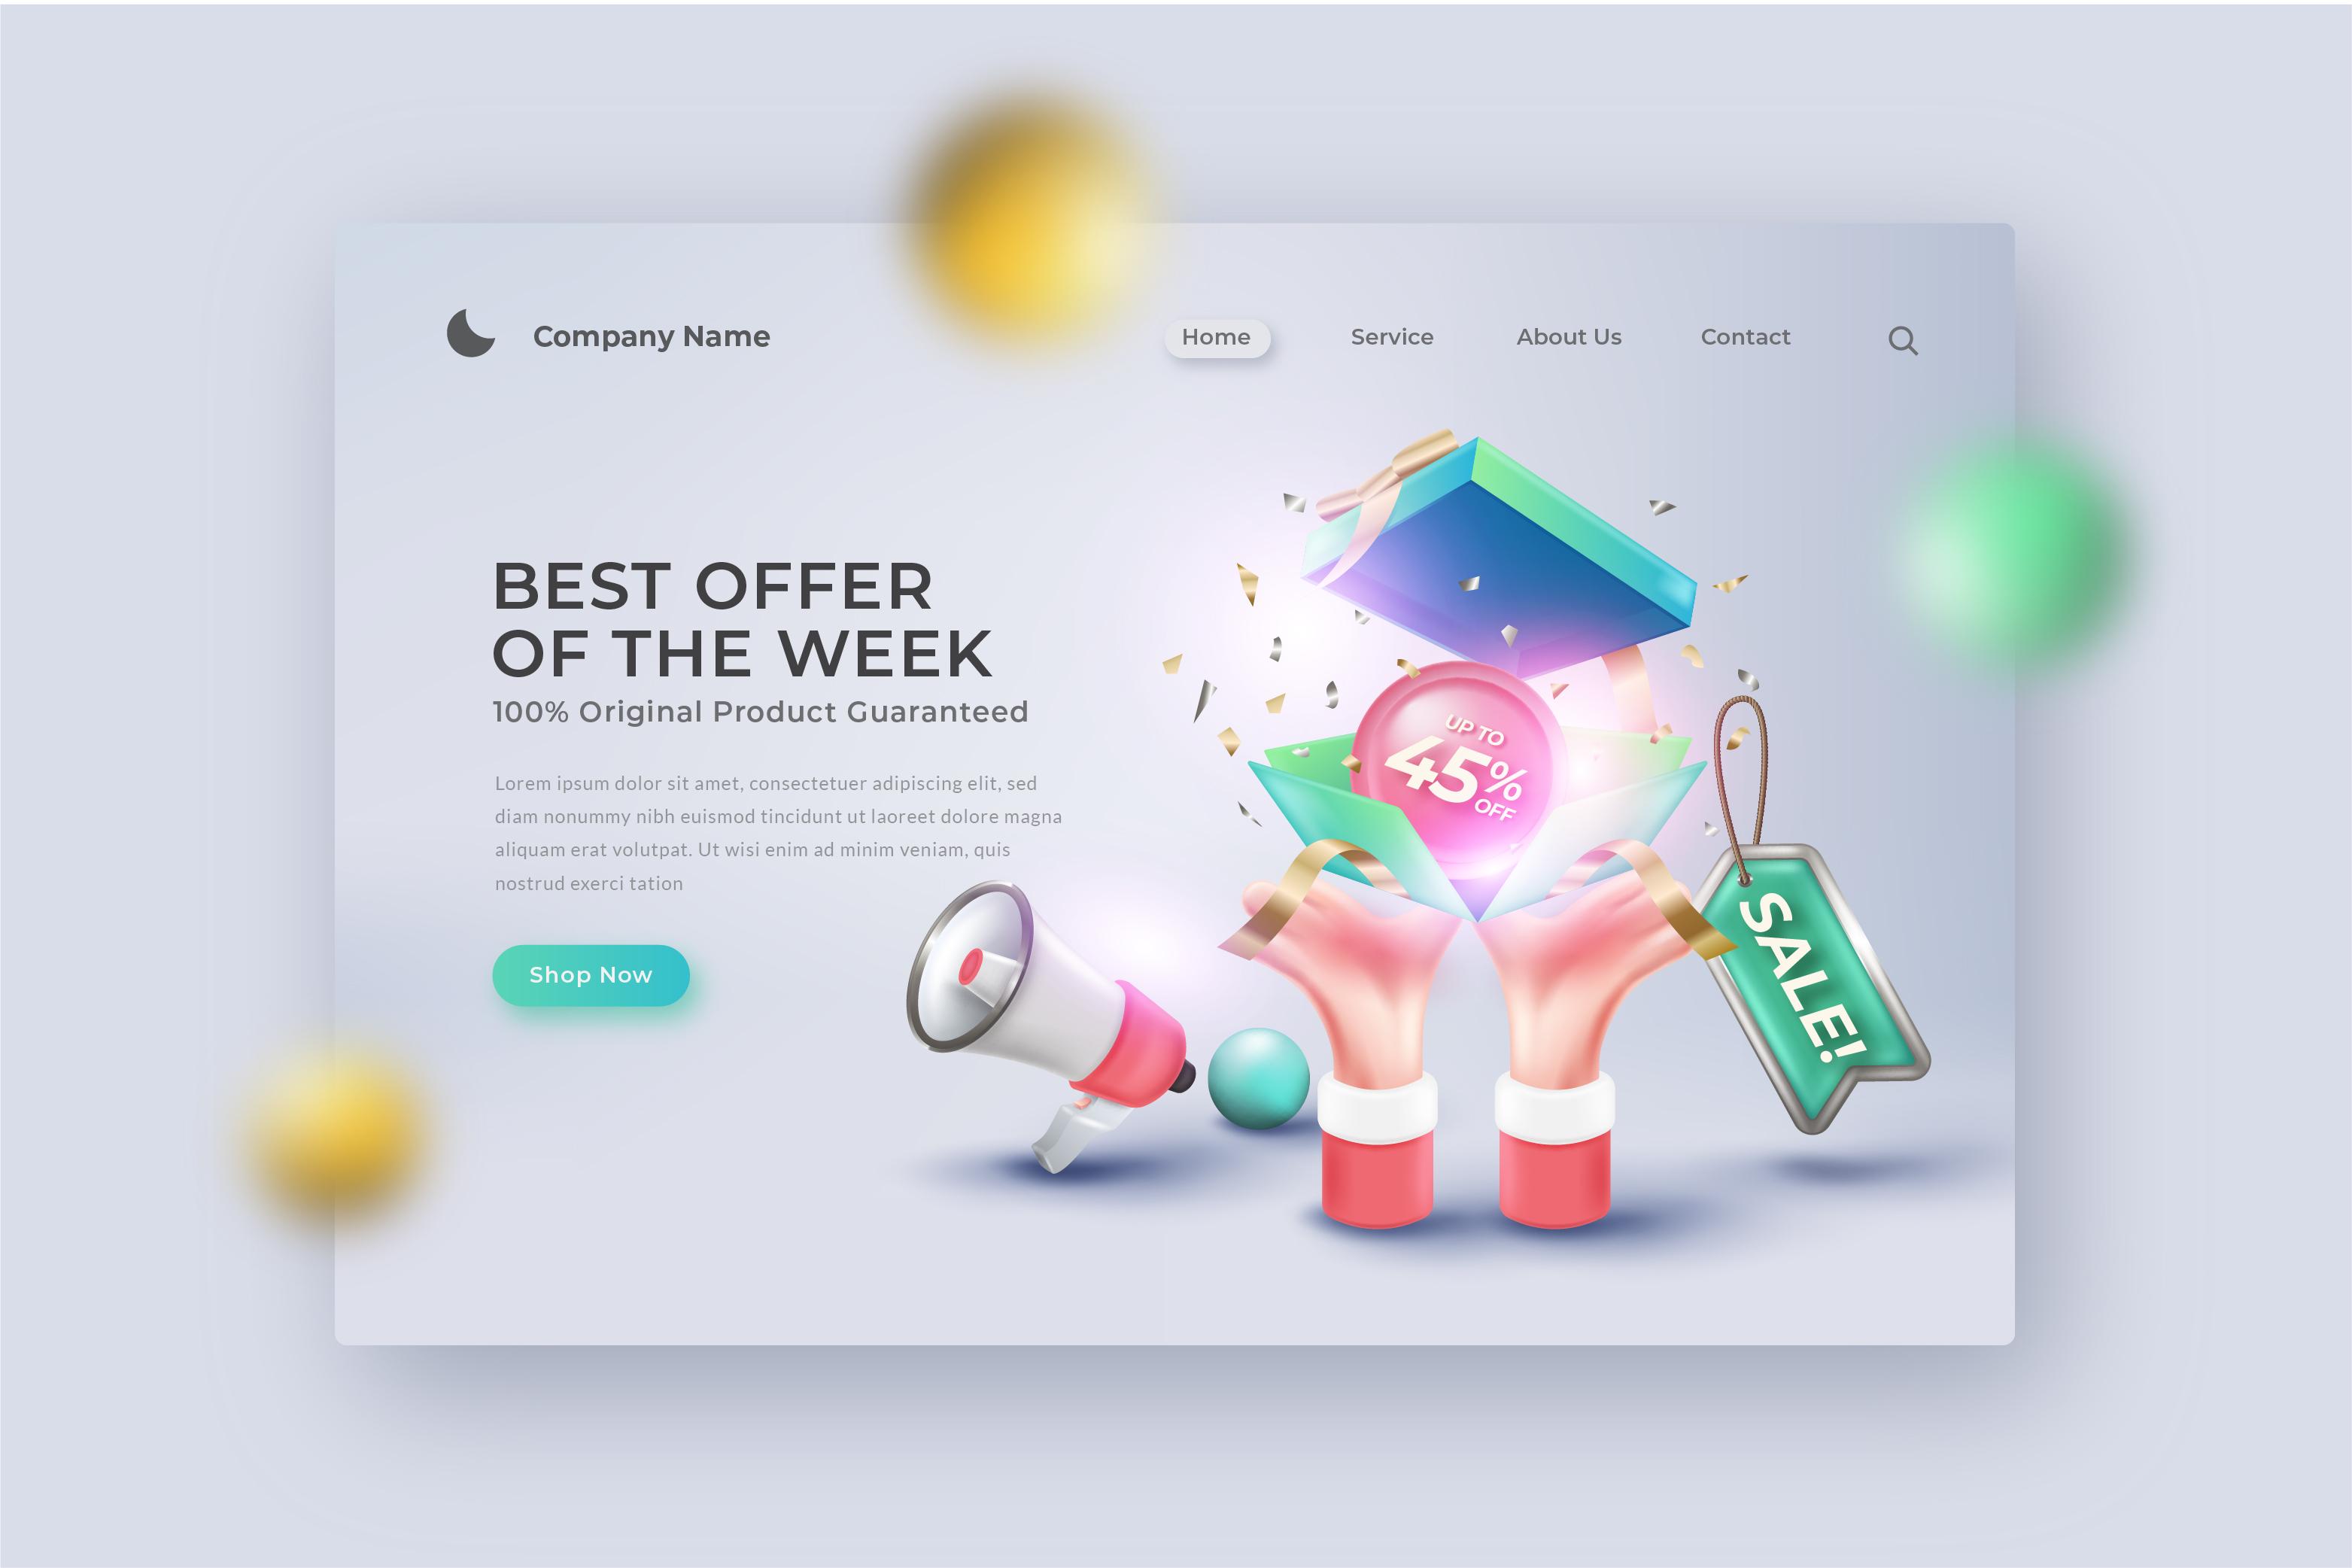 Company Name
Home
Service
About Us
Contact
BEST OFFER
OF THE WEEK
100% Original Product Guaranteed
Lorem ipsum dolor sit amet, consectetuer adipiscing elit, sed
diam nonummy nibh euismod tincidunt ut laoreet dolore magna
aliquam erat volutpat. Ut wisi enim ad minim veniam, quis
nostrud exerci tation
Shop Now
UP TO
45%
OFF
SALE!